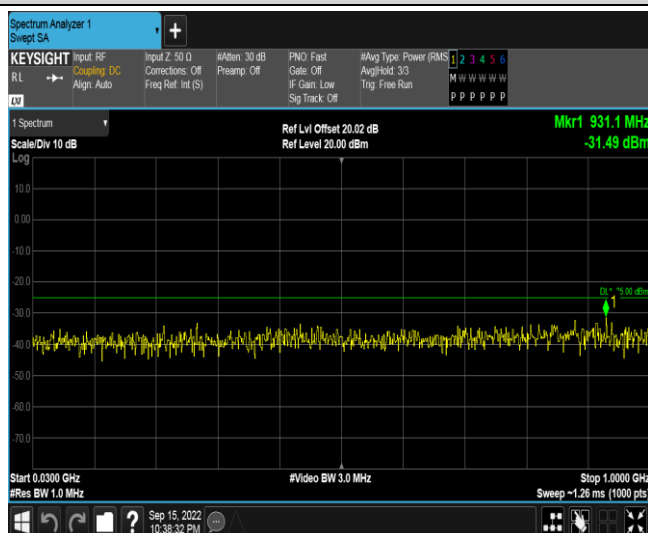 Spectrum Analyzer 1
Swept SA
+
KEYSIGHT
RL
LXI
Input: RF
Coupling: DC
Align: Auto
Input Z: 50 Ω
Corrections: Off
Freq Ref: Int (S)
#Atten: 30 dB
Preamp: Off
PNO: Fast
Gate: Off
IF Gain: Low
Sig Track: Off
#Avg Type: Power (RMS
Avg|Hold: 3/3
Trig: Free Run
1 2 3 4 5 6
M W W W W W
P P P P P P
1 Spectrum
Scale/Div 10 dB
Log
Ref Lvl Offset 20.02 dB
Ref Level 20.00 dBm
Mkr1 931.1 MHz
-31.49 dBm
10.0
0.00
-10.0
-20.0
-30.0
-40.0
-50.0
-60.0
-70.0
1
Start 0.0300 GHz
#Res BW 1.0 MHz
#Video BW 3.0 MHz
Stop 1.0000 GHz
Sweep ~1.26 ms (1000 pts)
?
Sep 15, 2022
10:38:32 PM